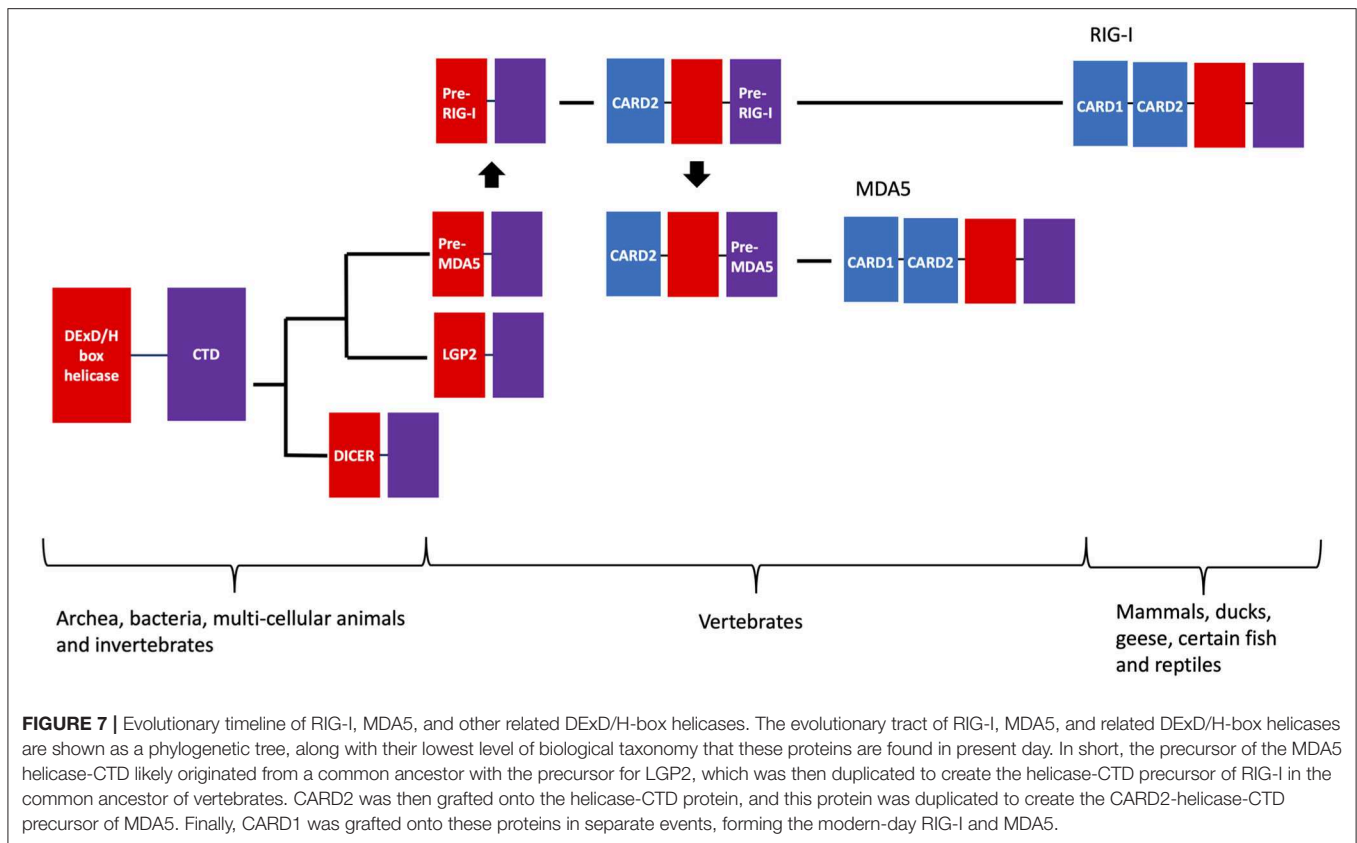 RIG-I
Pre-
RIG-I
CARD2
Pre-
RIG-I
CARD1
CARD2
MDA5
Pre-
MDA5
CARD2
Pre-
MDA5
CARD1
CARD2
DExD/H
box
helicase
CTD
LGP2
DICER
Archea, bacteria, multi-cellular animals
and invertebrates
Vertebrates
Mammals, ducks,
geese, certain fish
and reptiles
FIGURE 7 | Evolutionary timeline of RIG-I, MDA5, and other related DExD/H-box helicases. The evolutionary tract of RIG-I, MDA5, and related DExD/H-box helicases
are shown as a phylogenetic tree, along with their lowest level of biological taxonomy that these proteins are found in present day. In short, the precursor of the MDA5
helicase-CTD likely originated from a common ancestor with the precursor for LGP2, which was then duplicated to create the helicase-CTD precursor of RIG-I in the
common ancestor of vertebrates. CARD2 was then grafted onto the helicase-CTD protein, and this protein was duplicated to create the CARD2-helicase-CTD
precursor of MDA5. Finally, CARD1 was grafted onto these proteins in separate events, forming the modern-day RIG-I and MDA5.